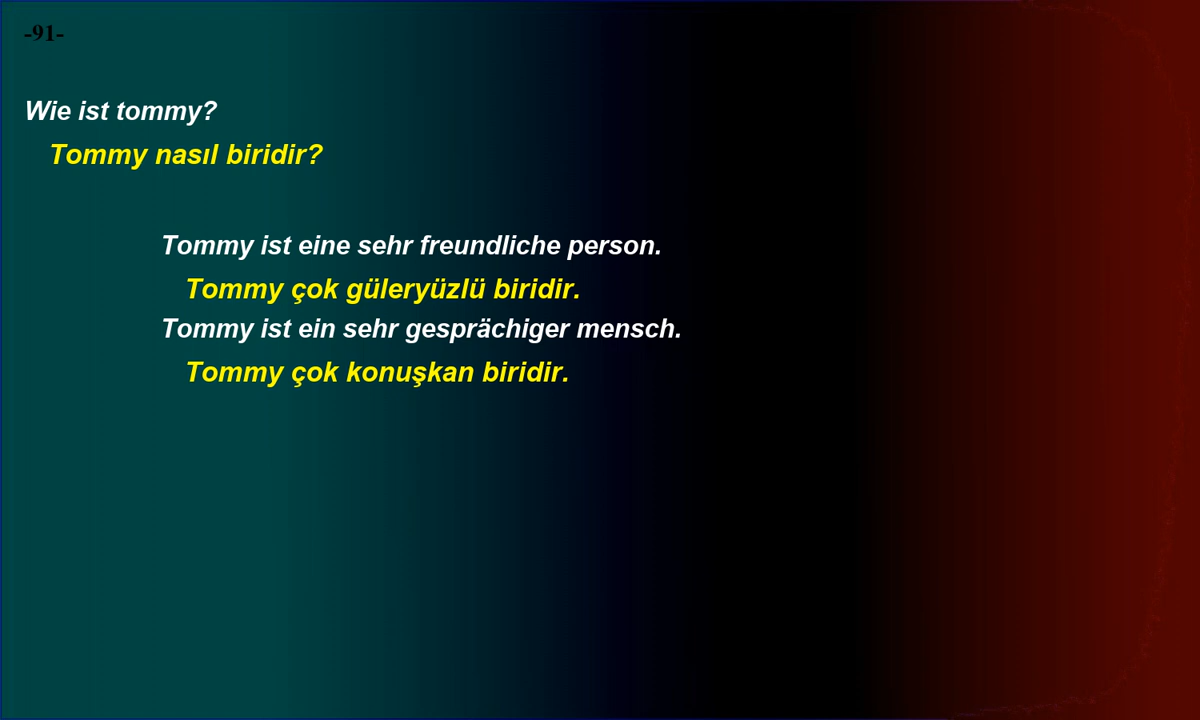 -91-
Wie ist tommy?
Tommy nasıl biridir?
Tommy ist eine sehr freundliche person.
Tommy çok güleryüzlü biridir.
Tommy ist ein sehr gesprächiger mensch.
Tommy çok konuşkan biridir.